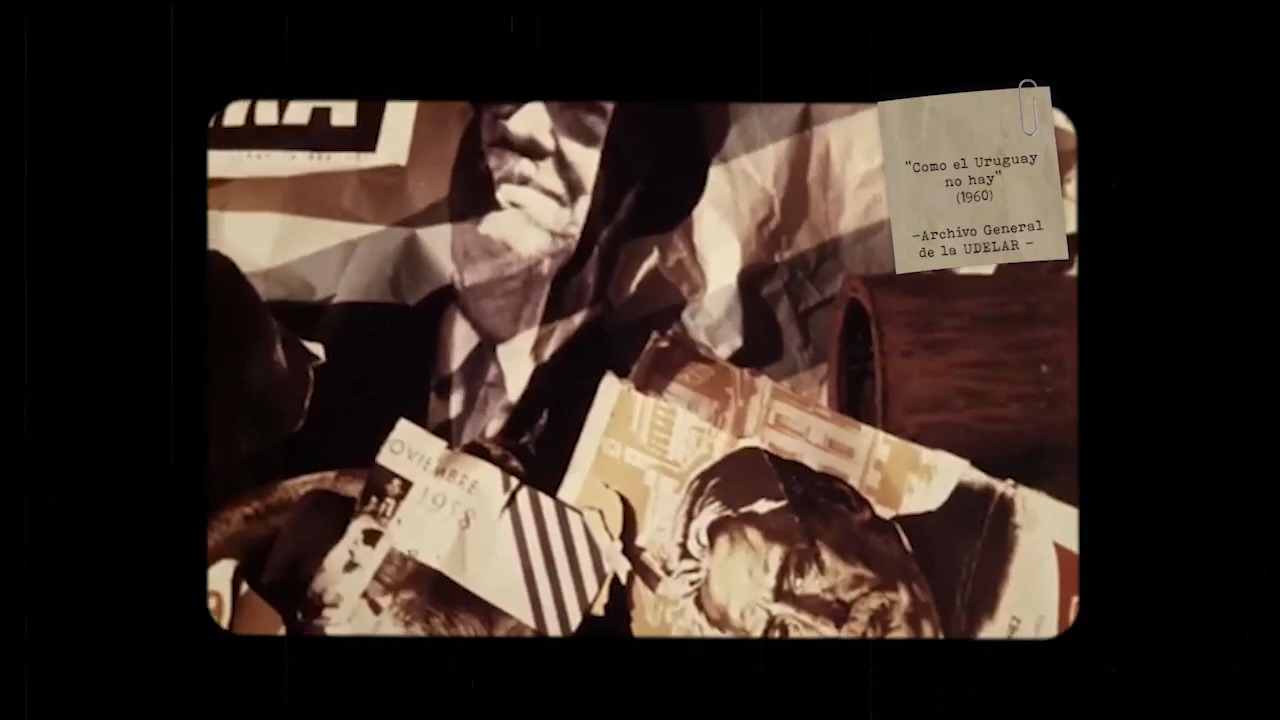 "Como el Uruguay
no hay"
(1960)
-Archivo General
de la UDELAR -
OVIEMBRE
1958